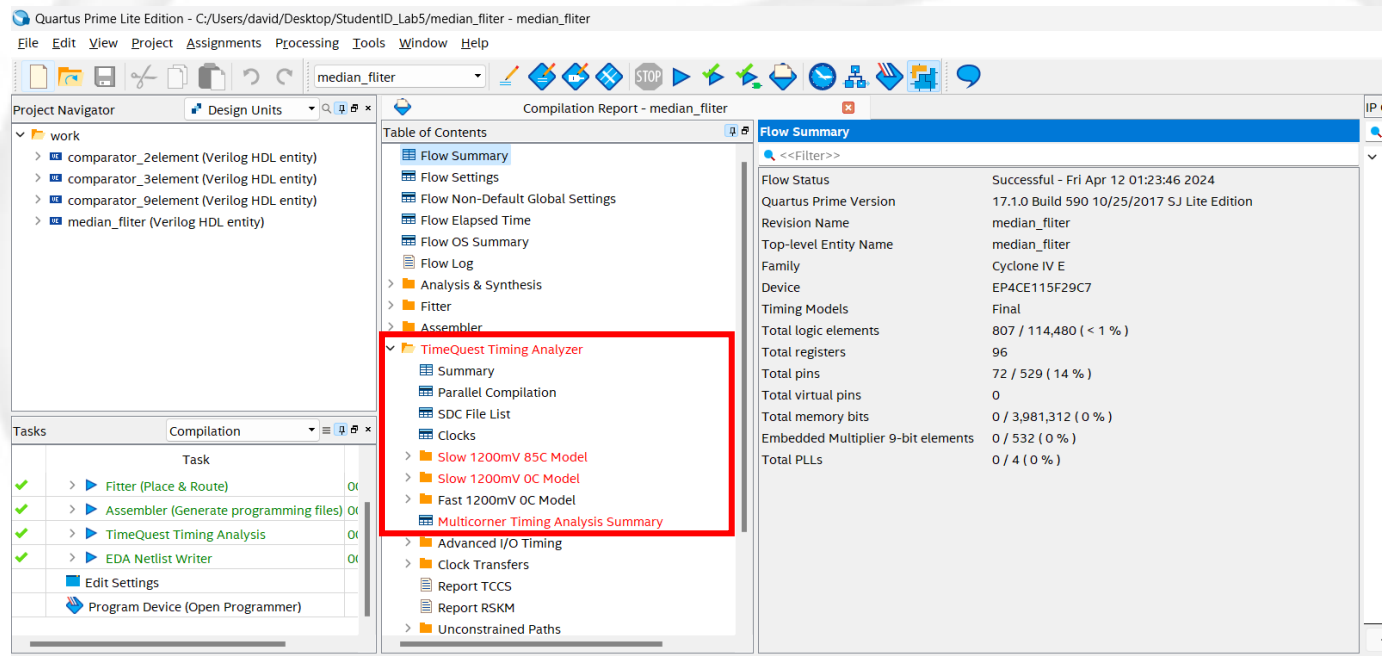 Quartus Prime Lite Edition - C:/Users/david/Desktop/StudentID_Lab5/median_fliter - median_fliter
File Edit View Project Assignments Processing Tools Window Help
median_fliter
STOP
Project Navigator
Design Units
work
comparator_2element (Verilog HDL entity)
comparator_3element (Verilog HDL entity)
comparator_9element (Verilog HDL entity)
median_fliter (Verilog HDL entity)
Tasks
Compilation
Task
Fitter (Place & Route)
Assembler (Generate programming files)
TimeQuest Timing Analysis
EDA Netlist Writer
Edit Settings
Program Device (Open Programmer)
Compilation Report - median_fliter
Table of Contents
Flow Summary
Flow Settings
Flow Non-Default Global Settings
Flow Elapsed Time
Flow OS Summary
Flow Log
Analysis & Synthesis
Fitter
Assembler
TimeQuest Timing Analyzer
Summary
Parallel Compilation
SDC File List
Clocks
Slow 1200mV 85C Model
Slow 1200mV 0C Model
Fast 1200mV 0C Model
Multicorner Timing Analysis Summary
Advanced I/O Timing
Clock Transfers
Report TCCS
Report RSKM
Unconstrained Paths
Flow Summary
<<Filter>>
Flow Status Successful - Fri Apr 12 01:23:46 2024
Quartus Prime Version 17.1.0 Build 590 10/25/2017 SJ Lite Edition
Revision Name median_fliter
Top-level Entity Name median_fliter
Family Cyclone IV E
Device EP4CE115F29C7
Timing Models Final
Total logic elements 807 / 114,480 ( < 1 % )
Total registers 96
Total pins 72 / 529 ( 14 % )
Total virtual pins 0
Total memory bits 0 / 3,981,312 ( 0 % )
Embedded Multiplier 9-bit elements 0 / 532 ( 0 % )
Total PLLs 0 / 4 ( 0 % )
IP